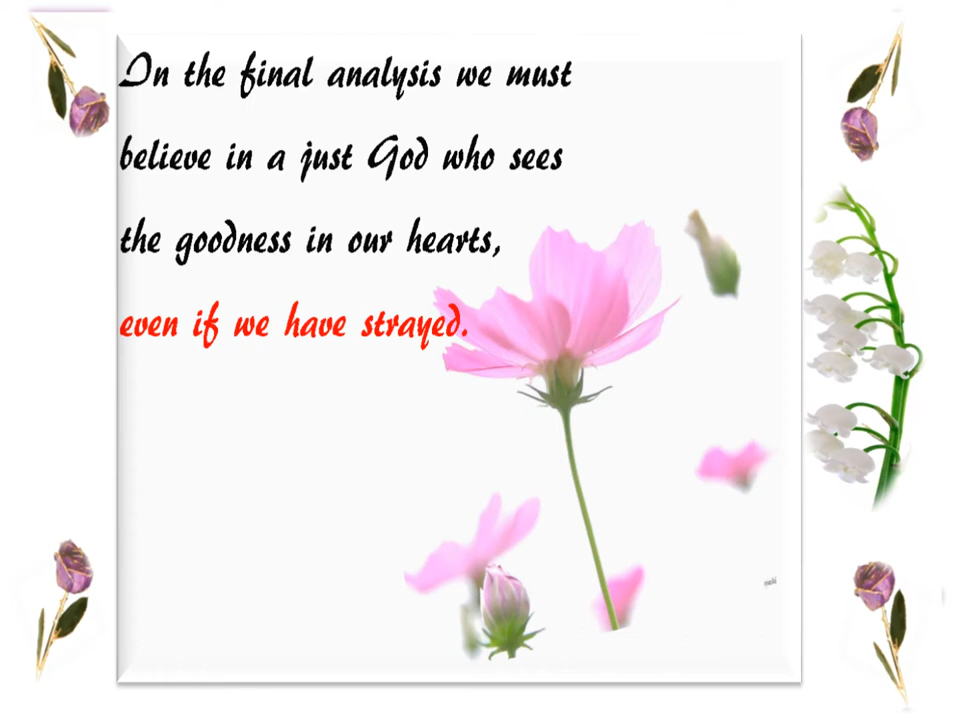 In the final analysis we must
believe in a just God who sees
the goodness in our hearts,
even if we have strayed.